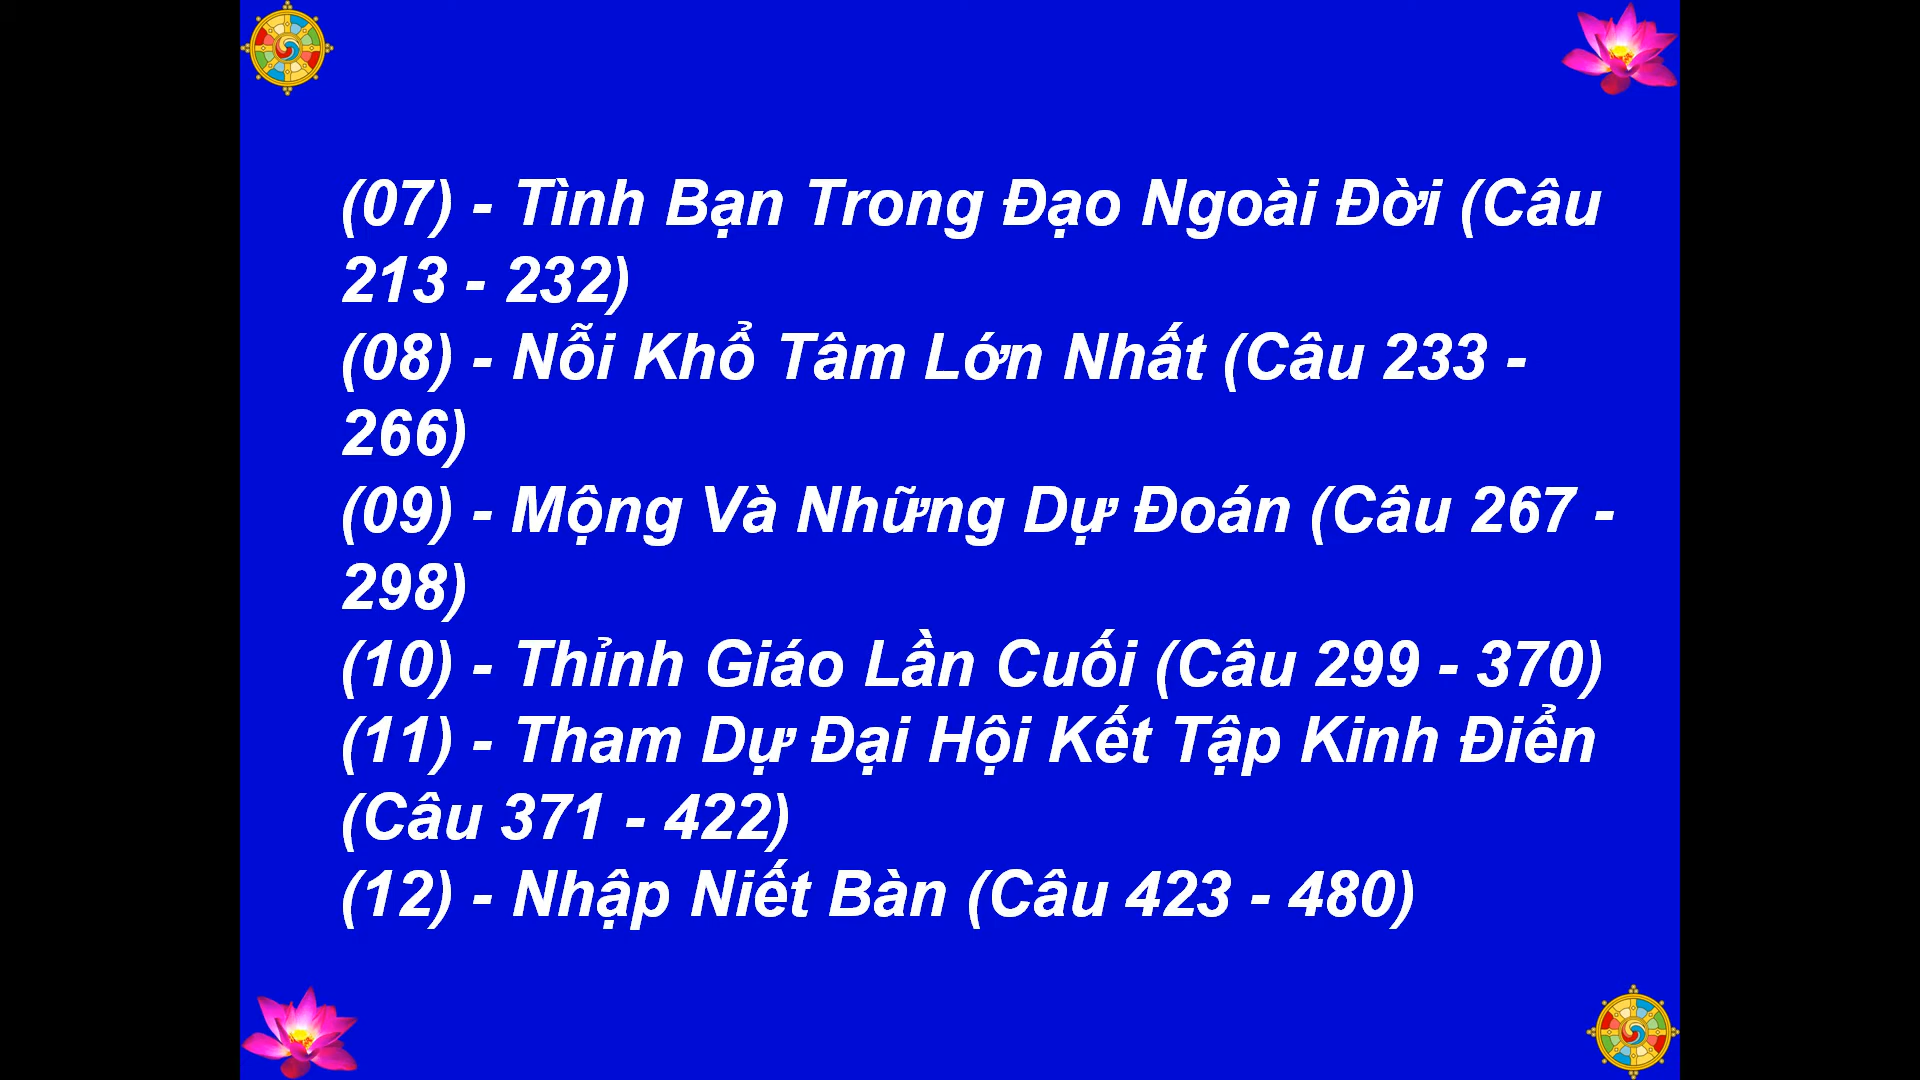 (07) - Tình Bạn Trong Đạo Ngoài Đời (Câu
213 - 232)
(08) - Nỗi Khổ Tâm Lớn Nhất (Câu 233 -
266)
(09) - Mộng Và Những Dự Đoán (Câu 267 -
298)
(10) - Thỉnh Giáo Lần Cuối (Câu 299 - 370)
(11) - Tham Dự Đại Hội Kết Tập Kinh Điển
(Câu 371 - 422)
(12) - Nhập Niết Bàn (Câu 423 - 480)